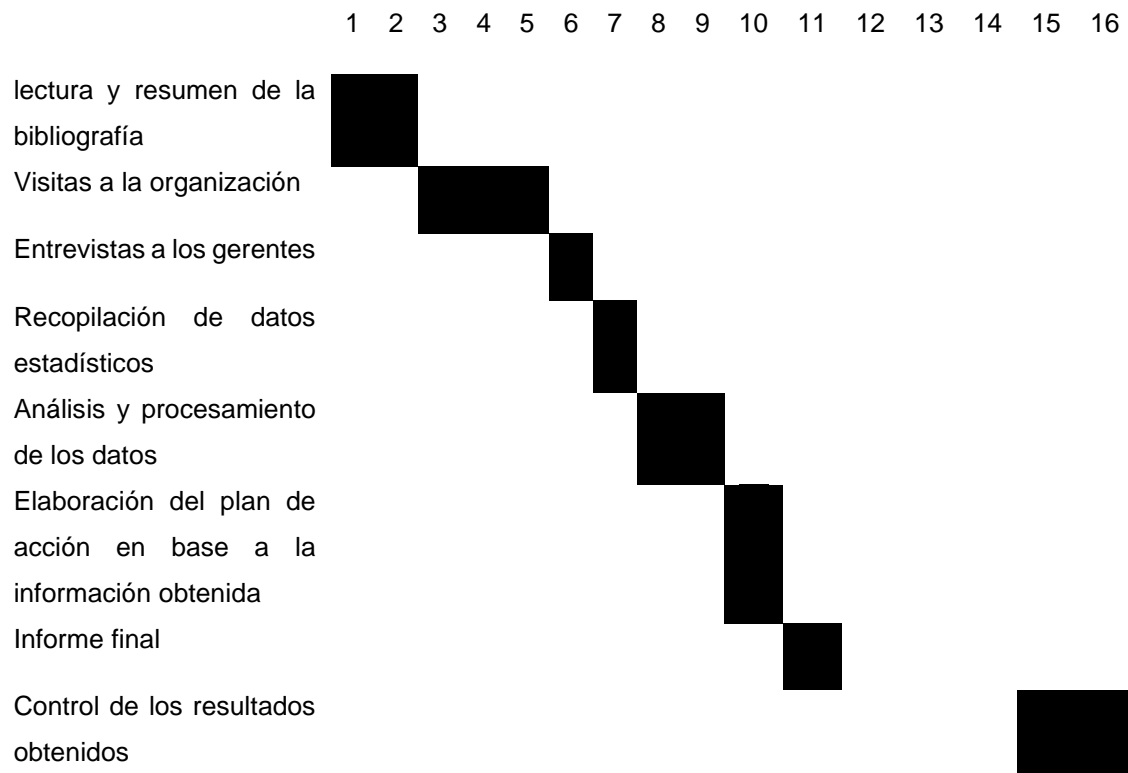 1 2 3 4 5 6 7 8 9 10 11 12 13 14 15 16
lectura y resumen de la
bibliografía
Visitas a la organización
Entrevistas a los gerentes
Recopilación de datos
estadísticos
Análisis y procesamiento
de los datos
Elaboración del plan de
acción en base a la
información obtenida
Informe final
Control de los resultados
obtenidos